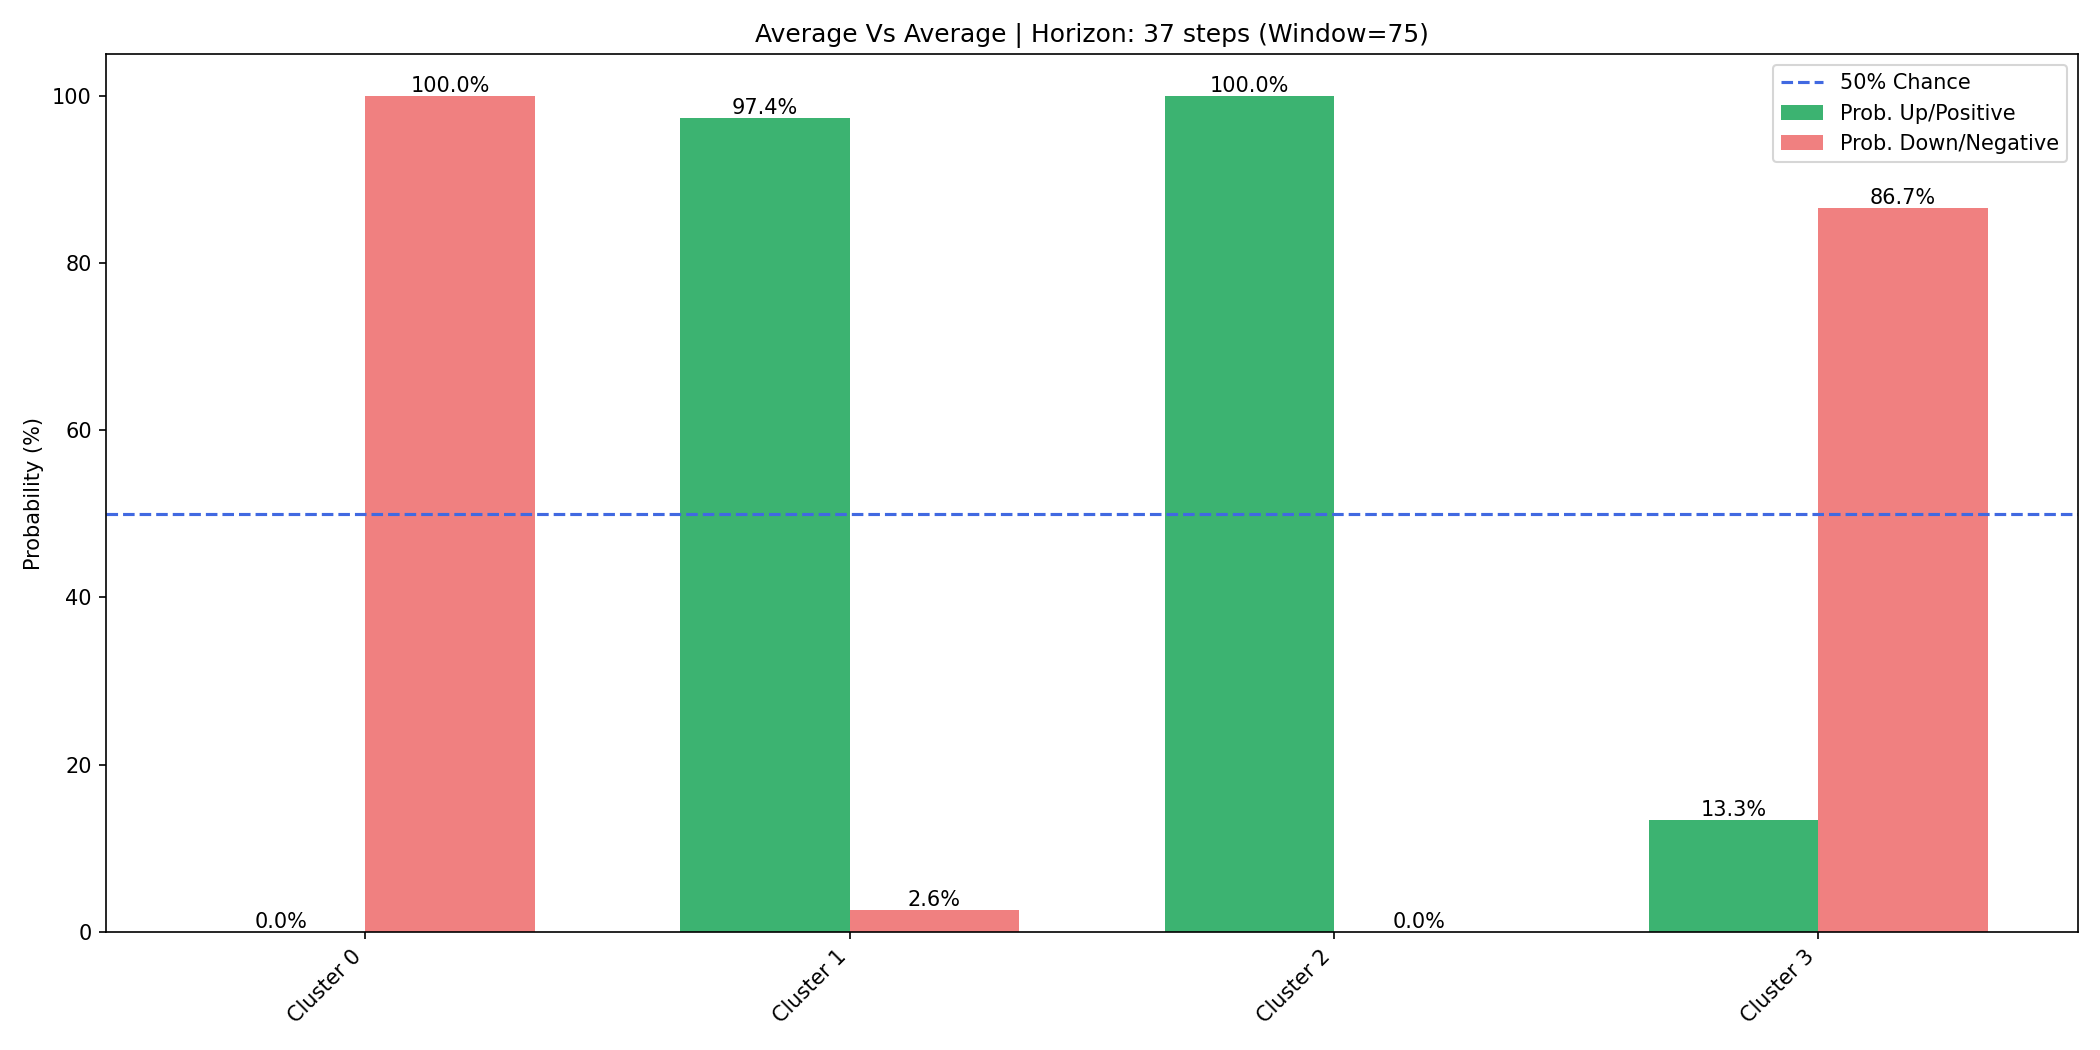 Average Vs Average | Horizon: 37 steps (Window=75)
50% Chance
Prob. Up/Positive
Prob. Down/Negative
Probability (%)
100
80
60
40
20
0
0.0%
100.0%
97.4%
2.6%
100.0%
0.0%
13.3%
86.7%
Cluster 0
Cluster 1
Cluster 2
Cluster 3